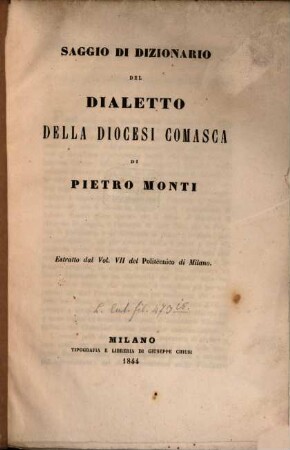 SAGGIO DI DIZIONARIO
DEL
DIALETTO
DELLA DIOCESI COMASCA
DI
PIETRO MONTI
Estratto dal Vol. VII del Politecnico di Milano.
MILANO
TIPOGRAFIA E LIBRERIA DI GIUSEPPE CHIUSI
1844